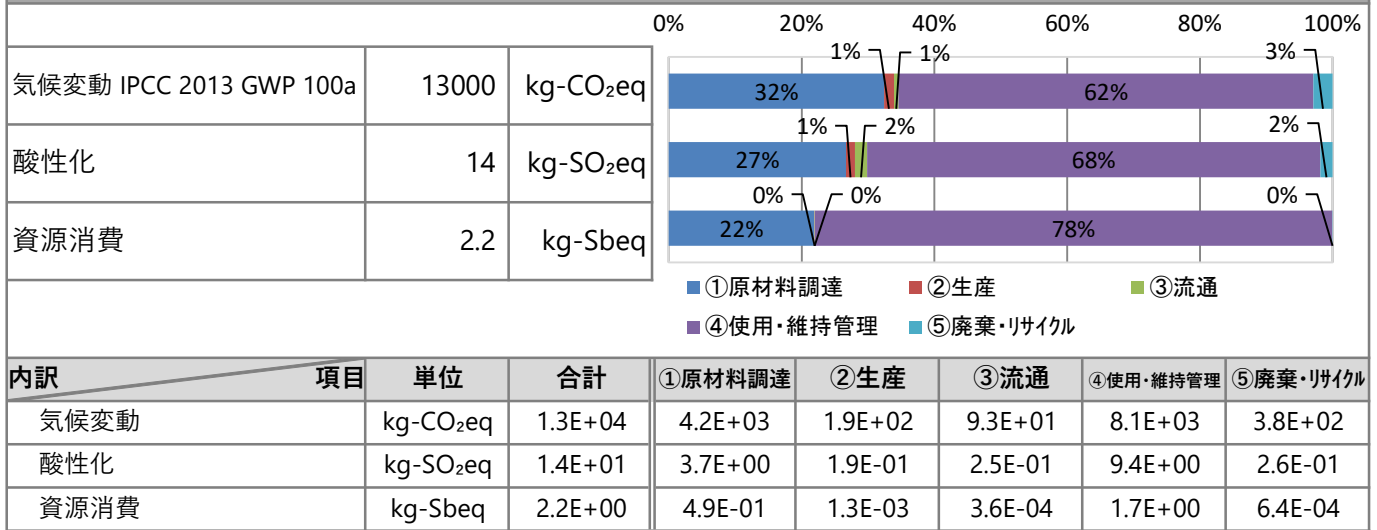 0% 20% 40% 60% 80% 100%
気候変動 IPCC 2013 GWP 100a 13000 kg-CO₂eq
1% 1% 3%
32% 62%
酸性化 14 kg-SO₂eq
1% 2% 2%
27% 68%
資源消費 2.2 kg-Sbeq
0% 0% 0%
22% 78%
①原材料調達 ②生産 ③流通
④使用・維持管理 ⑤廃棄・リサイクル
内訳 項目 単位 合計 ①原材料調達 ②生産 ③流通 ④使用・維持管理 ⑤廃棄・リサイクル
気候変動 kg-CO₂eq 1.3E+04 4.2E+03 1.9E+02 9.3E+01 8.1E+03 3.8E+02
酸性化 kg-SO₂eq 1.4E+01 3.7E+00 1.9E-01 2.5E-01 9.4E+00 2.6E-01
資源消費 kg-Sbeq 2.2E+00 4.9E-01 1.3E-03 3.6E-04 1.7E+00 6.4E-04